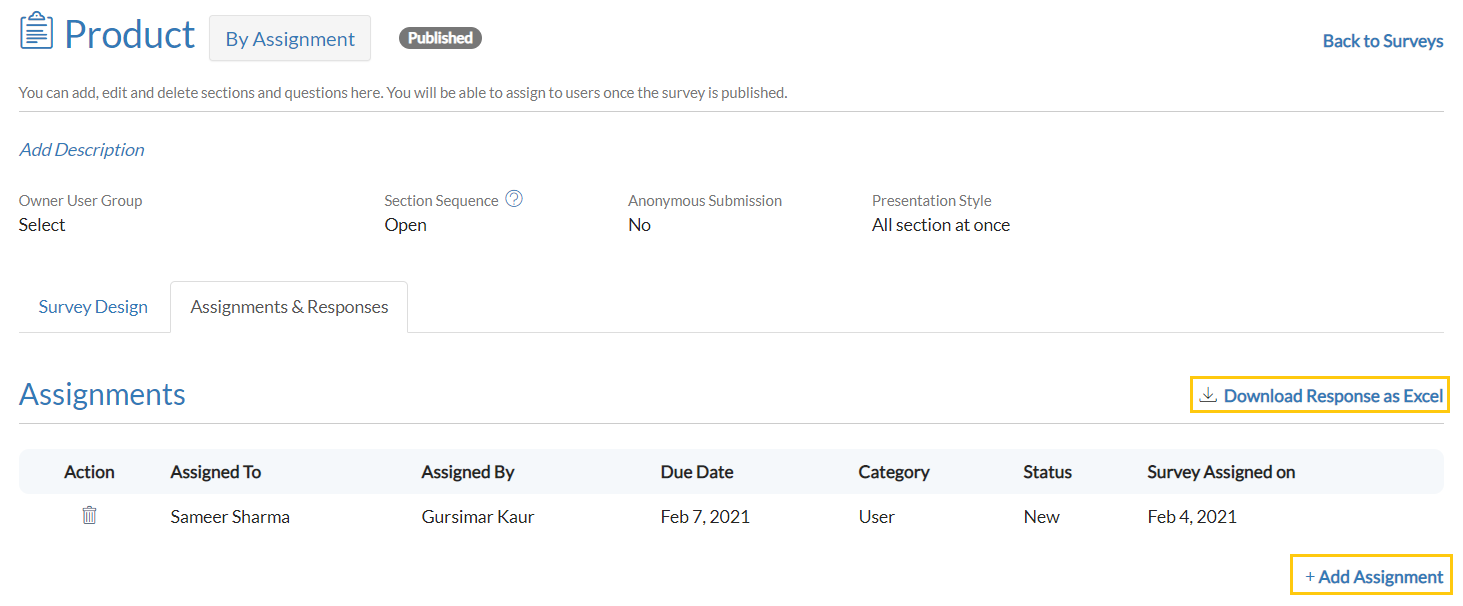 Product By Assignment Published Back to Surveys
You can add, edit and delete sections and questions here. You will be able to assign to users once the survey is published.
Add Description
Owner User Group Section Sequence ? Anonymous Submission Presentation Style
Select Open No All section at once
Survey Design Assignments & Responses
Assignments Download Response as Excel
Action Assigned To Assigned By Due Date Category Status Survey Assigned on
Sameer Sharma Gursimar Kaur Feb 7, 2021 User New Feb 4, 2021
+ Add Assignment